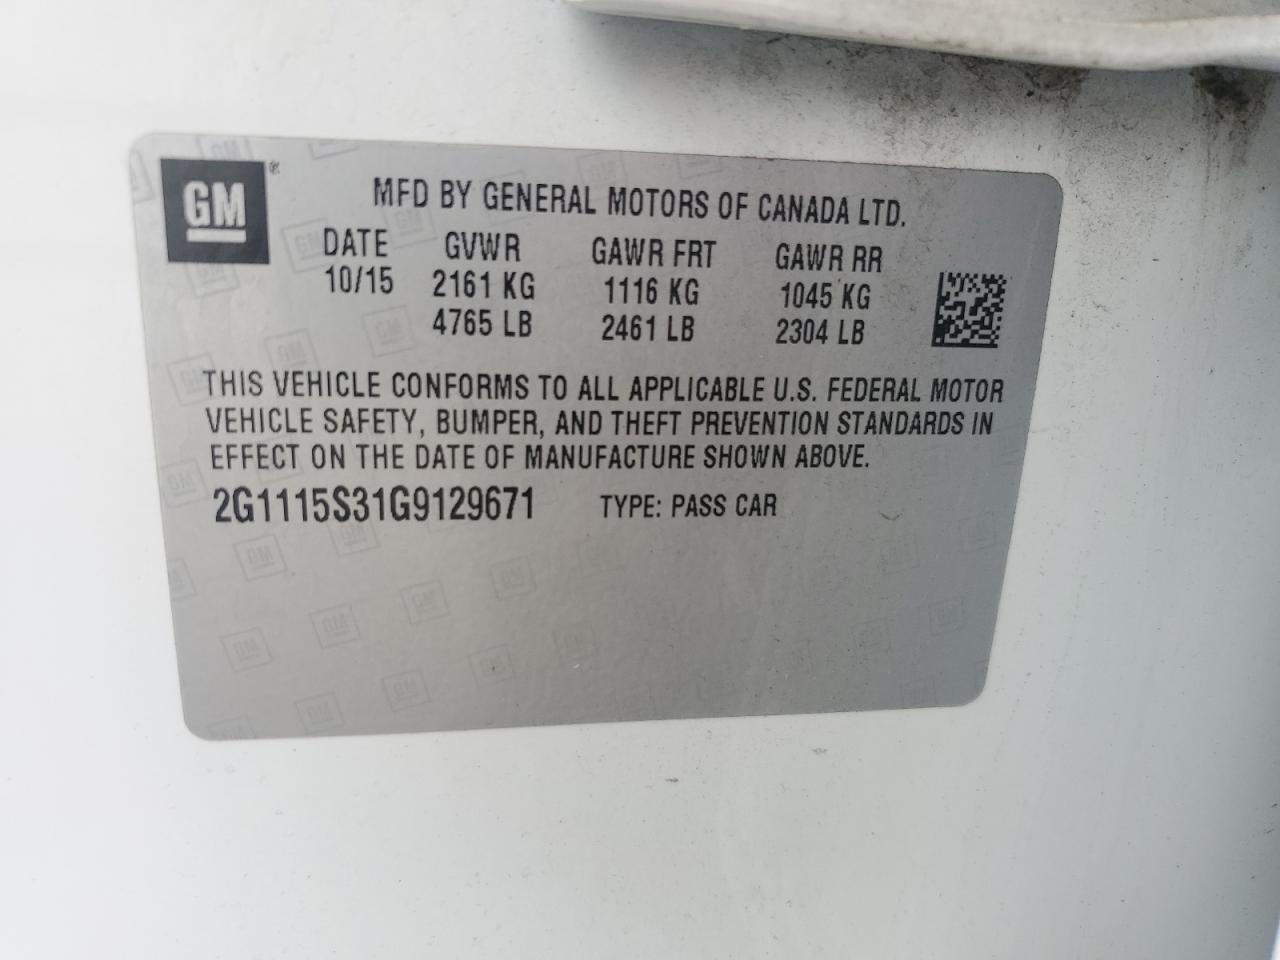 GM
MFD BY GENERAL MOTORS OF CANADA LTD.
DATE GVWR GAWR FRT GAWR RR
10/15 2161 KG 1116 KG 1045 KG
4765 LB 2461 LB 2304 LB
THIS VEHICLE CONFORMS TO ALL APPLICABLE U.S. FEDERAL MOTOR
VEHICLE SAFETY, BUMPER, AND THEFT PREVENTION STANDARDS IN
EFFECT ON THE DATE OF MANUFACTURE SHOWN ABOVE.
2G1115S31G9129671 TYPE: PASS CAR